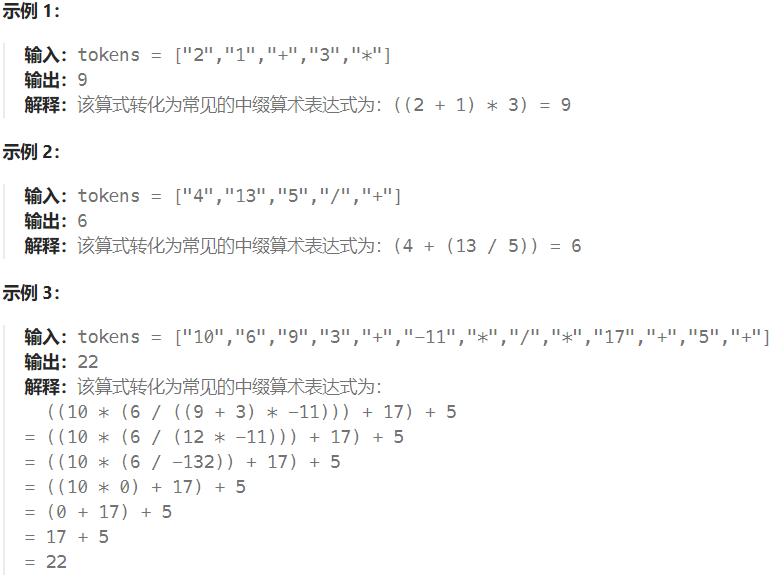 示例 1：
输入：tokens = ["2","1","+","3","*"]
输出：9
解释：该算式转化为常见的中缀算术表达式为：((2 + 1) * 3) = 9
示例 2：
输入：tokens = ["4","13","5","/","+"]
输出：6
解释：该算式转化为常见的中缀算术表达式为：(4 + (13 / 5)) = 6
示例 3：
输入：tokens = ["10","6","9","3","+","-11","*","/","*","17","+","5","+"]
输出：22
解释：该算式转化为常见的中缀算术表达式为：
((10 * (6 / ((9 + 3) * -11))) + 17) + 5
= ((10 * (6 / (12 * -11))) + 17) + 5
= ((10 * (6 / -132)) + 17) + 5
= ((10 * 0) + 17) + 5
= (0 + 17) + 5
= 17 + 5
= 22